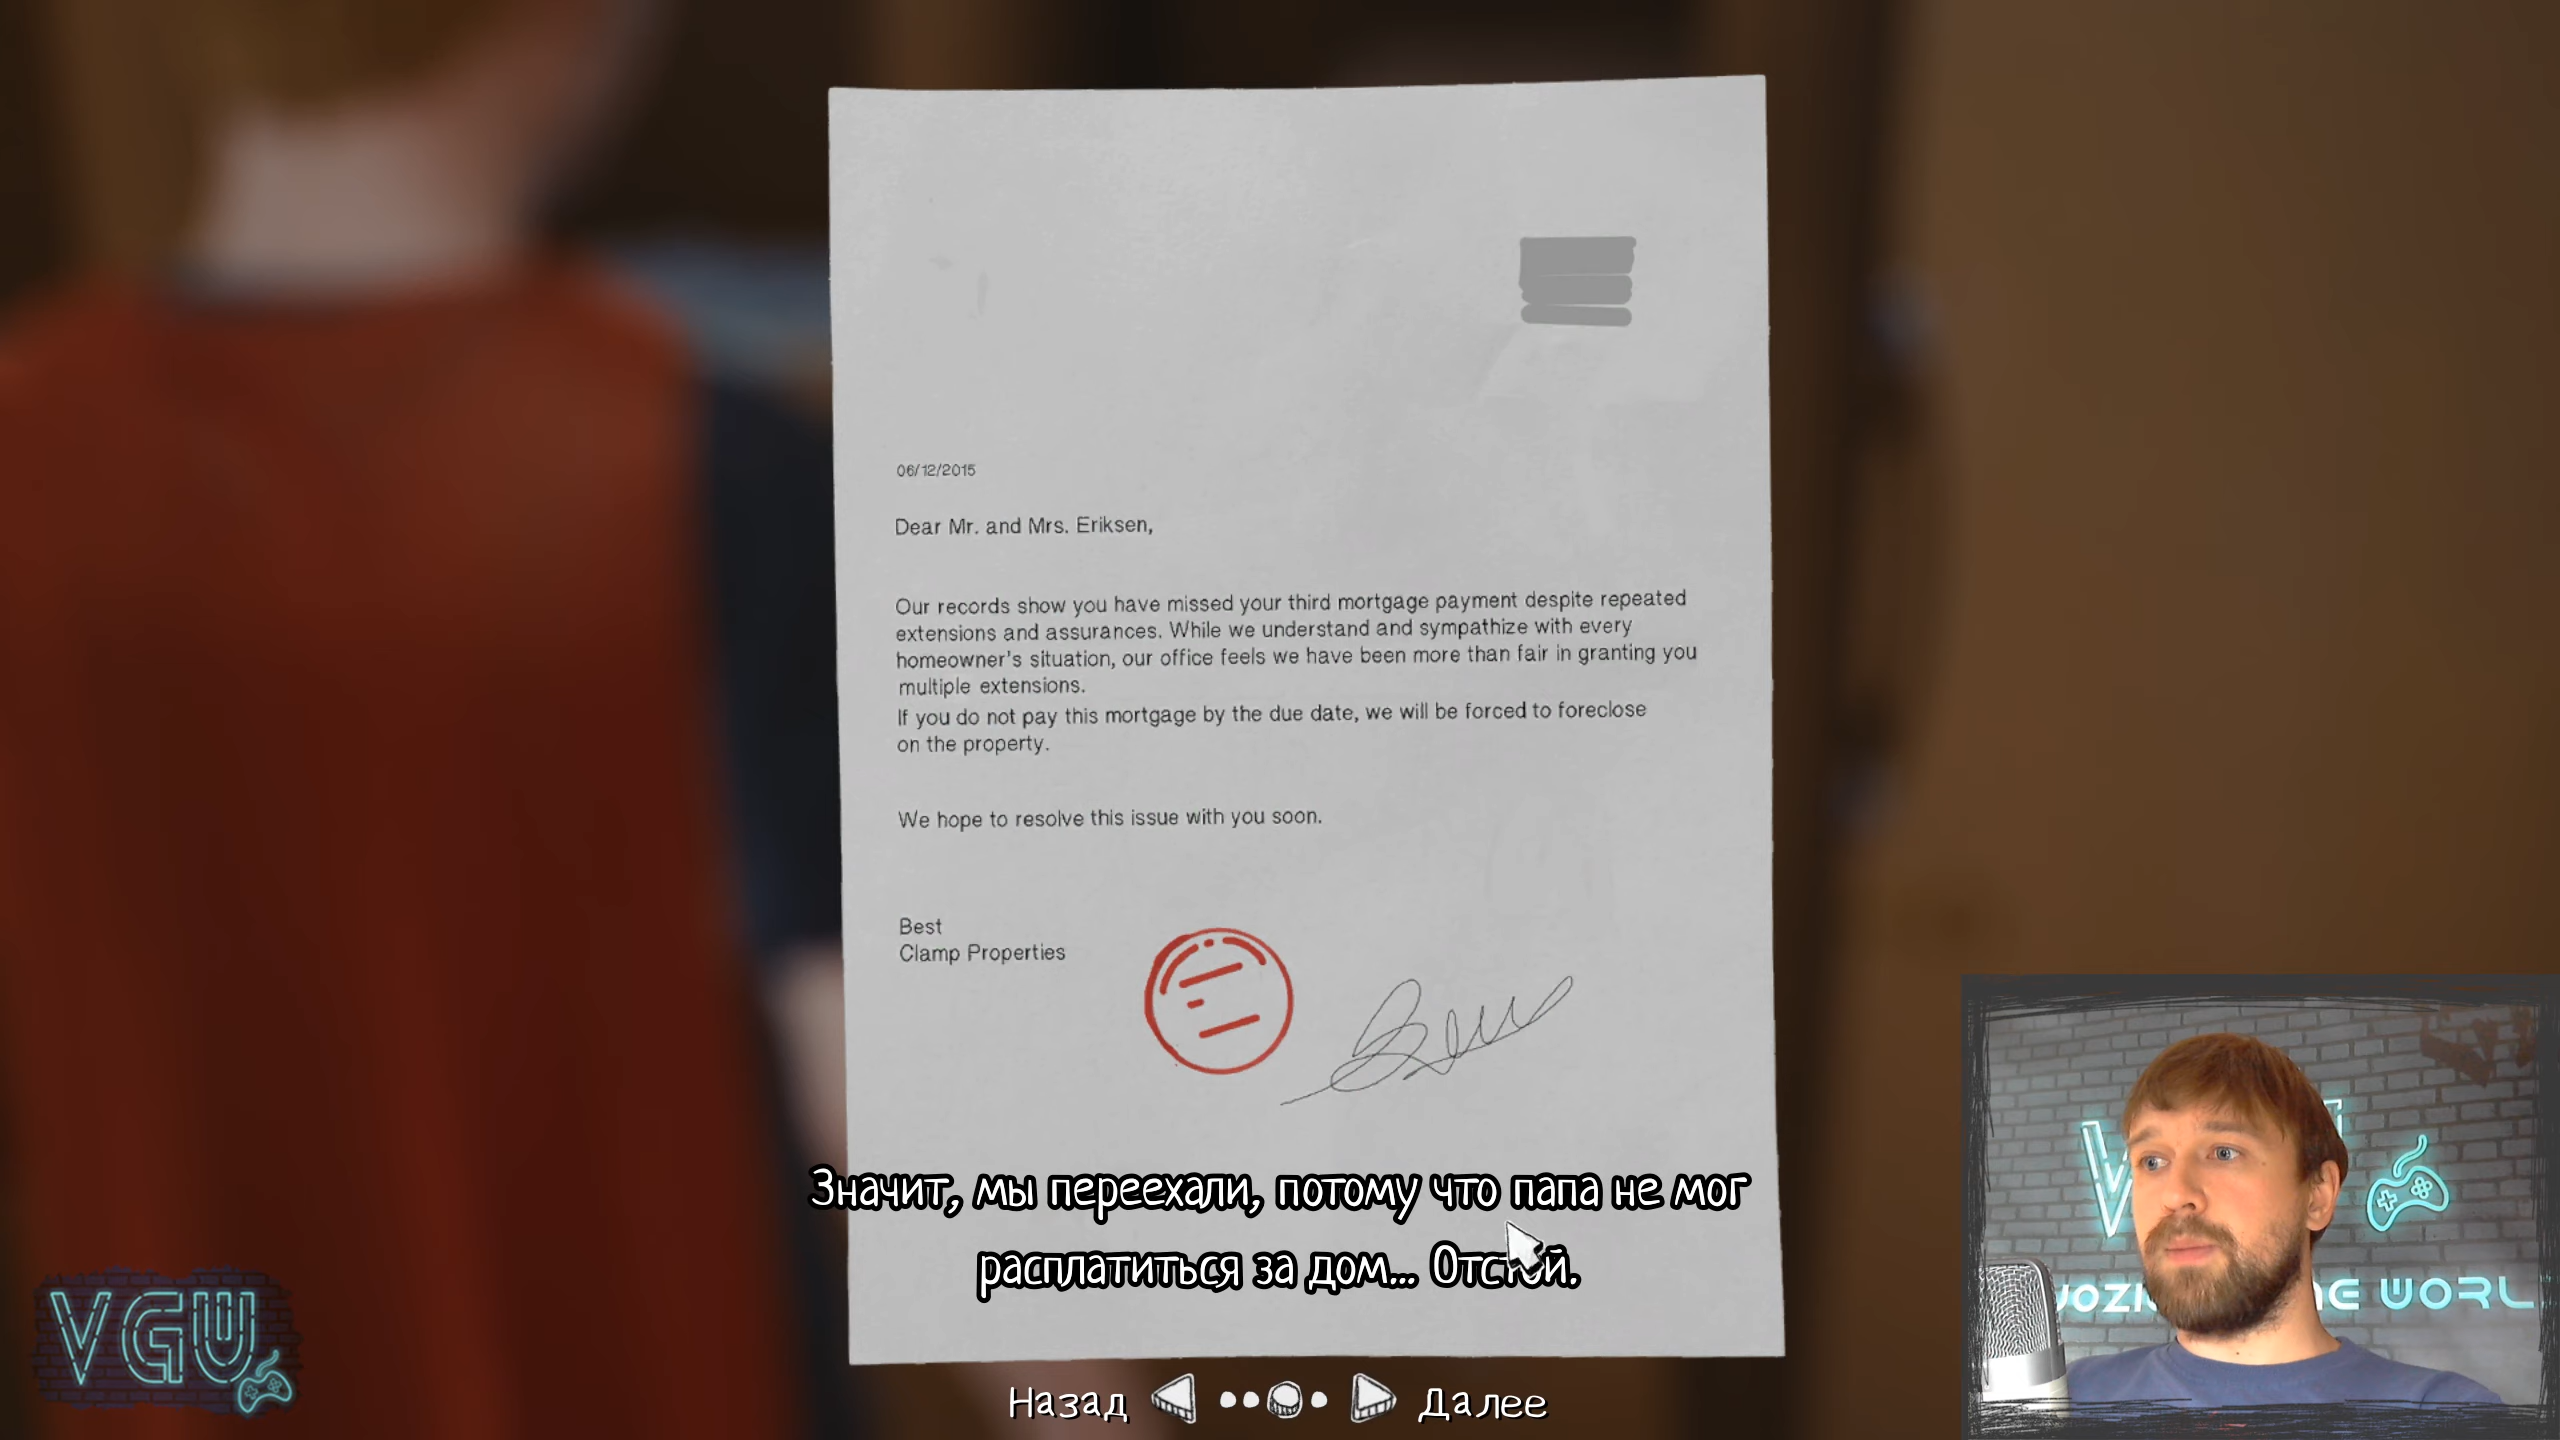 06/12/2015
Dear Mr. and Mrs. Eriksen,
Our records show you have missed your third mortgage payment despite repeated
extensions and assurances. While we understand and sympathize with every
homeowner's situation, our office feels we have been more than fair in granting you
multiple extensions.
If you do not pay this mortgage by the due date, we will be forced to foreclose
on the property.
We hope to resolve this issue with you soon.
Best
Clamp Properties
Значит, мы переехали, потому что папа не мог
расплатиться за дом... Отстой.
Назад Далее
VGW